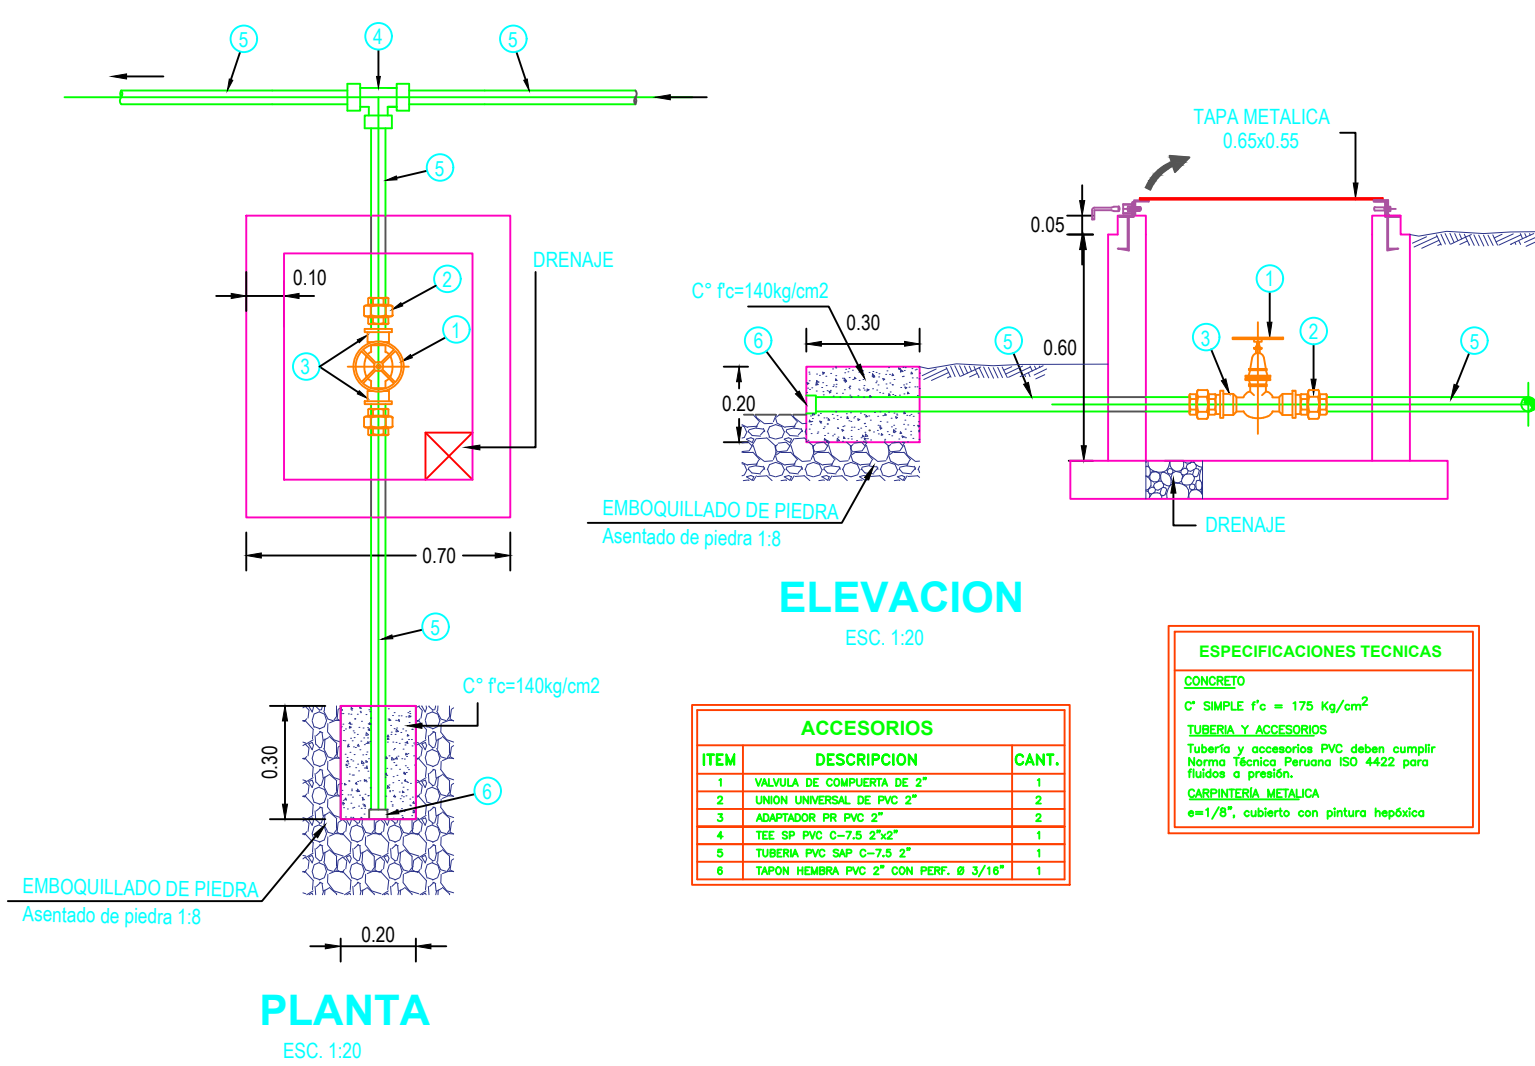 5
4
5
5
0.10
DRENAJE
2
1
3
0.70
5
C° f'c=140kg/cm2
0.30
6
EMBOQUILLADO DE PIEDRA
Asentado de piedra 1:8
0.20
PLANTA
ESC. 1:20
TAPA METALICA
0.65x0.55
0.05
C° f'c=140kg/cm2
0.30
6
5
0.60
1
3
2
5
0.20
EMBOQUILLADO DE PIEDRA
Asentado de piedra 1:8
DRENAJE
ELEVACION
ESC. 1:20
ACCESORIOS
ITEM DESCRIPCION CANT.
1 VALVULA DE COMPUERTA DE 2" 1
2 UNION UNIVERSAL DE PVC 2" 2
3 ADAPTADOR PR PVC 2" 2
4 TEE SP PVC C-7.5 2"x2" 1
5 TUBERIA PVC SAP C-7.5 2" 1
6 TAPON HEMBRA PVC 2" CON PERF. Ø 3/16" 1
ESPECIFICACIONES TECNICAS
CONCRETO
C° SIMPLE f'c = 175 Kg/cm2
TUBERIA Y ACCESORIOS
Tubería y accesorios PVC deben cumplir
Norma Técnica Peruana ISO 4422 para
fluidos a presión.
CARPINTERÍA METALICA
e=1/8", cubierto con pintura hepóxica